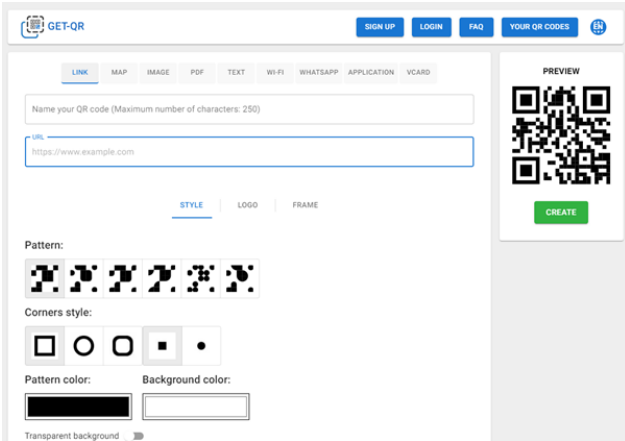 GET-QR
SIGN UP LOGIN FAQ YOUR QR CODES EN
LINK MAP IMAGE PDF TEXT WI-FI WHATSAPP APPLICATION VCARD
PREVIEW
Name your QR code (Maximum number of characters: 250)
URL
https://www.example.com
STYLE LOGO FRAME
CREATE
Pattern:
Corners style:
Pattern color: Background color:
Transparent background